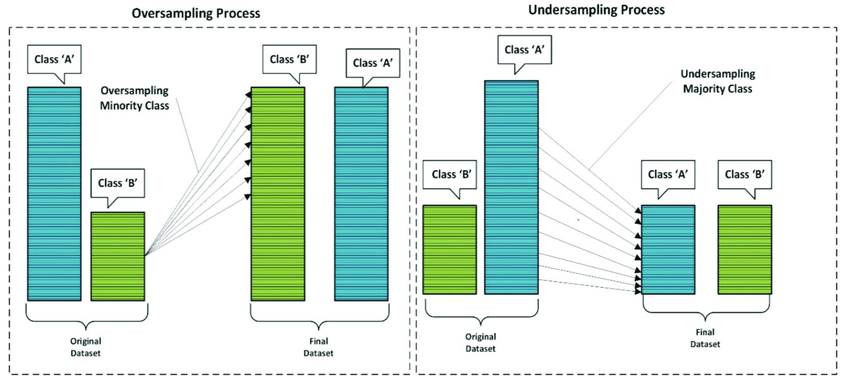 Oversampling Process
Class 'A'
Oversampling
Minority Class
Class 'B'
Class 'B'
Class 'A'
Original
Dataset
Final
Dataset
Undersampling Process
Class 'A'
Undersampling
Majority Class
Class 'B'
Class 'A'
Class 'B'
Original
Dataset
Final
Dataset